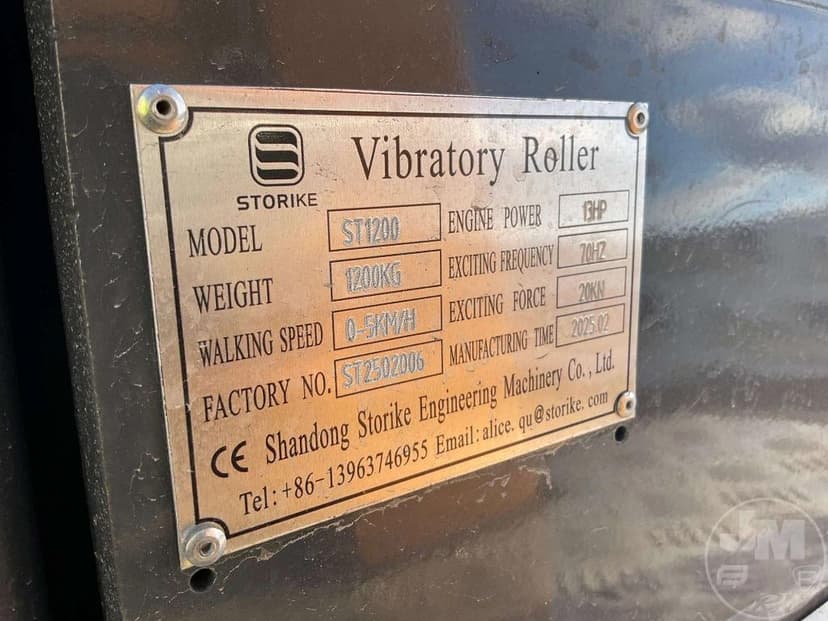 STORIKE
Vibratory Roller
MODEL ST1200 ENGINE POWER 13HP
WEIGHT 1200KG EXCITING FREQUENCY 70HZ
WALKING SPEED 0-5KM/H EXCITING FORCE 20KN
FACTORY NO. ST2502006 MANUFACTURING TIME 2025.02
CE Shandong Storike Engineering Machinery Co., Ltd.
Tel:+86-13963746955 Email:alice.qu@storike.com
JM